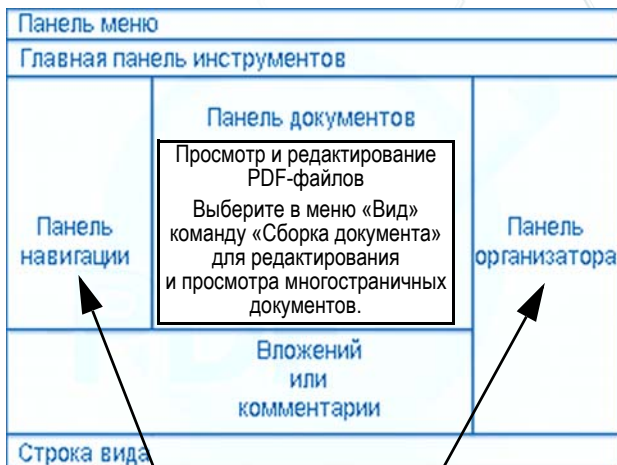 Панель меню
Главная панель инструментов
Панель документов
Просмотр и редактирование
PDF-файлов
Выберите в меню «Вид»
команду «Сборка документа»
для редактирования
и просмотра многостраничных
документов.
Панель
навигации
Панель
организатора
Вложений
или
комментарии
Строка вида